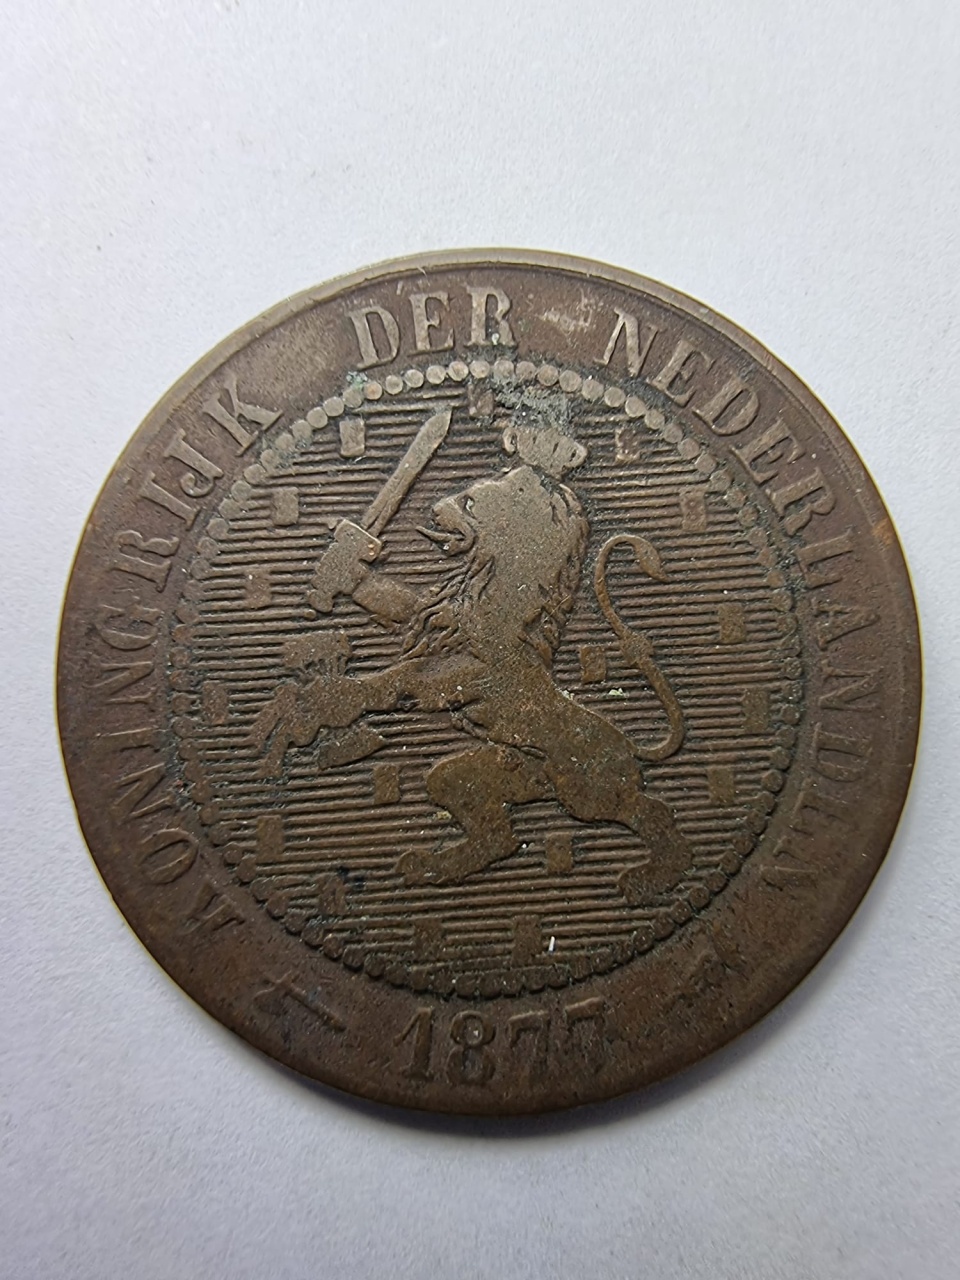 KONINGRIJK DER NEDERLANDEN
1877